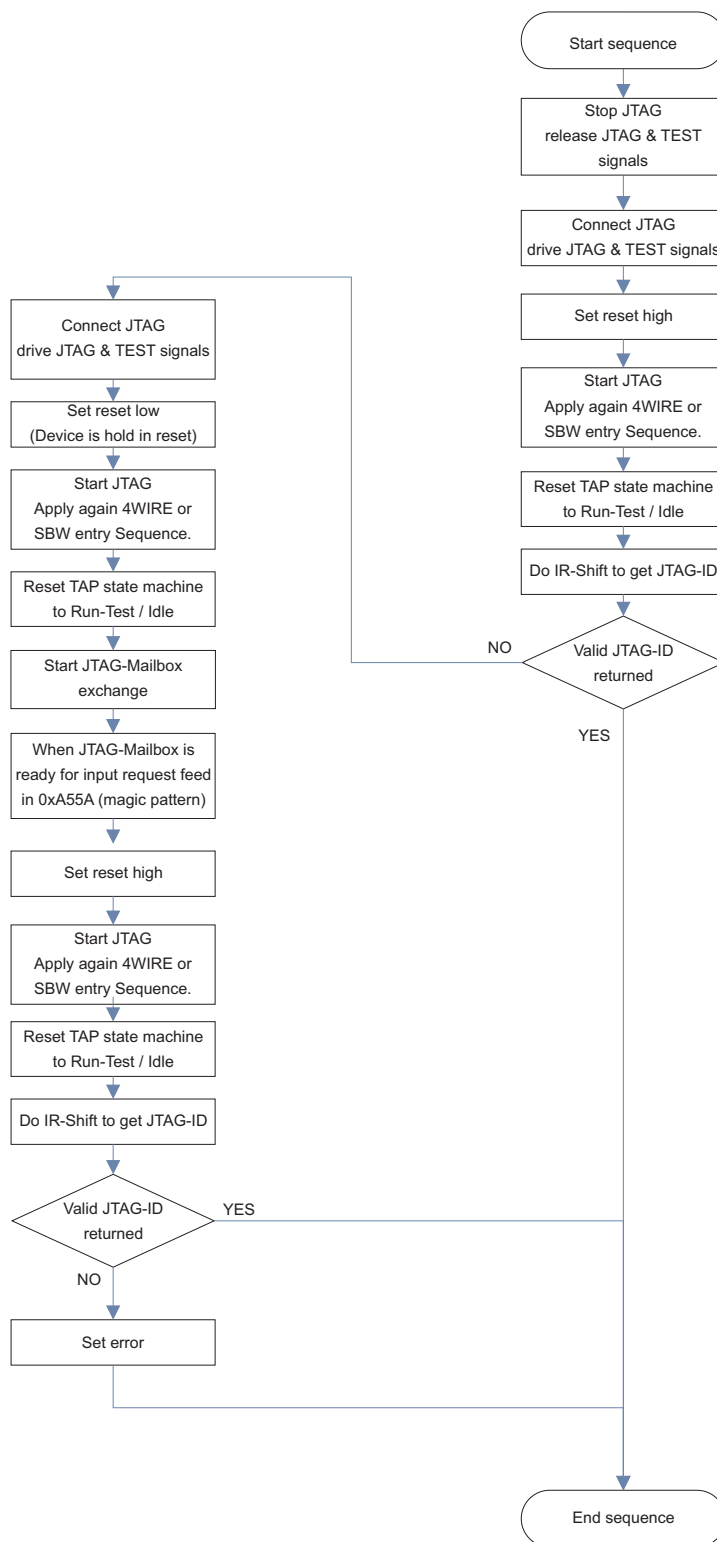 Start sequence
Stop JTAG
release JTAG & TEST
signals
Connect JTAG
drive JTAG & TEST signals
Set reset high
Start JTAG
Apply again 4WIRE or
SBW entry Sequence.
Reset TAP state machine
to Run-Test / Idle
Do IR-Shift to get JTAG-ID
Valid JTAG-ID
returned
NO
YES
Connect JTAG
drive JTAG & TEST signals
Set reset low
(Device is hold in reset)
Start JTAG
Apply again 4WIRE or
SBW entry Sequence.
Reset TAP state machine
to Run-Test / Idle
Start JTAG-Mailbox
exchange
When JTAG-Mailbox is
ready for input request feed
in 0xA55A (magic pattern)
Set reset high
Start JTAG
Apply again 4WIRE or
SBW entry Sequence.
Reset TAP state machine
to Run-Test / Idle
Do IR-Shift to get JTAG-ID
Valid JTAG-ID
returned
YES
NO
Set error
End sequence